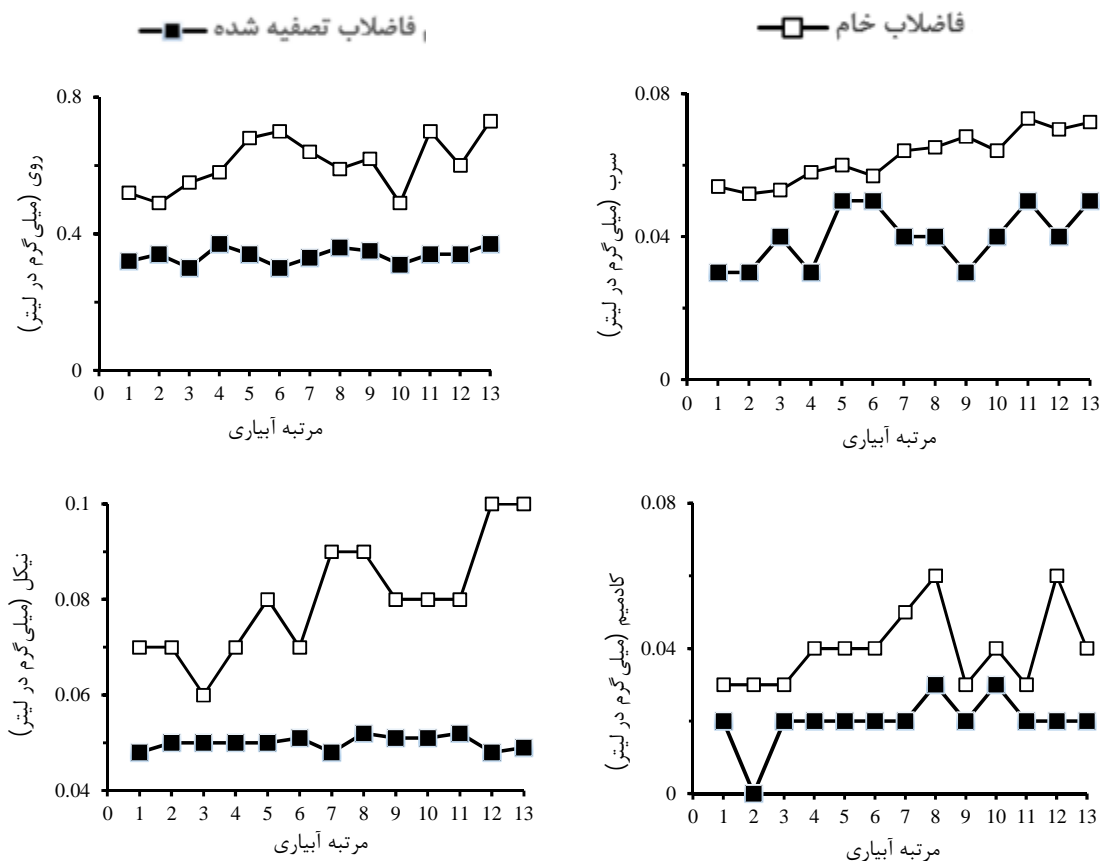 فاضلاب خام
فاضلاب تصفیه شده
0.8
0.4
0
روی (میلی‌گرم در لیتر)
0 1 2 3 4 5 6 7 8 9 10 11 12 13
مرتبه آبیاری
0.08
0.04
0
سرب (میلی‌گرم در لیتر)
0 1 2 3 4 5 6 7 8 9 10 11 12 13
مرتبه آبیاری
0.1
0.08
0.06
0.04
نیکل (میلی‌گرم در لیتر)
0 1 2 3 4 5 6 7 8 9 10 11 12 13
مرتبه آبیاری
0.08
0.04
0
کادمیم (میلی‌گرم در لیتر)
0 1 2 3 4 5 6 7 8 9 10 11 12 13
مرتبه آبیاری